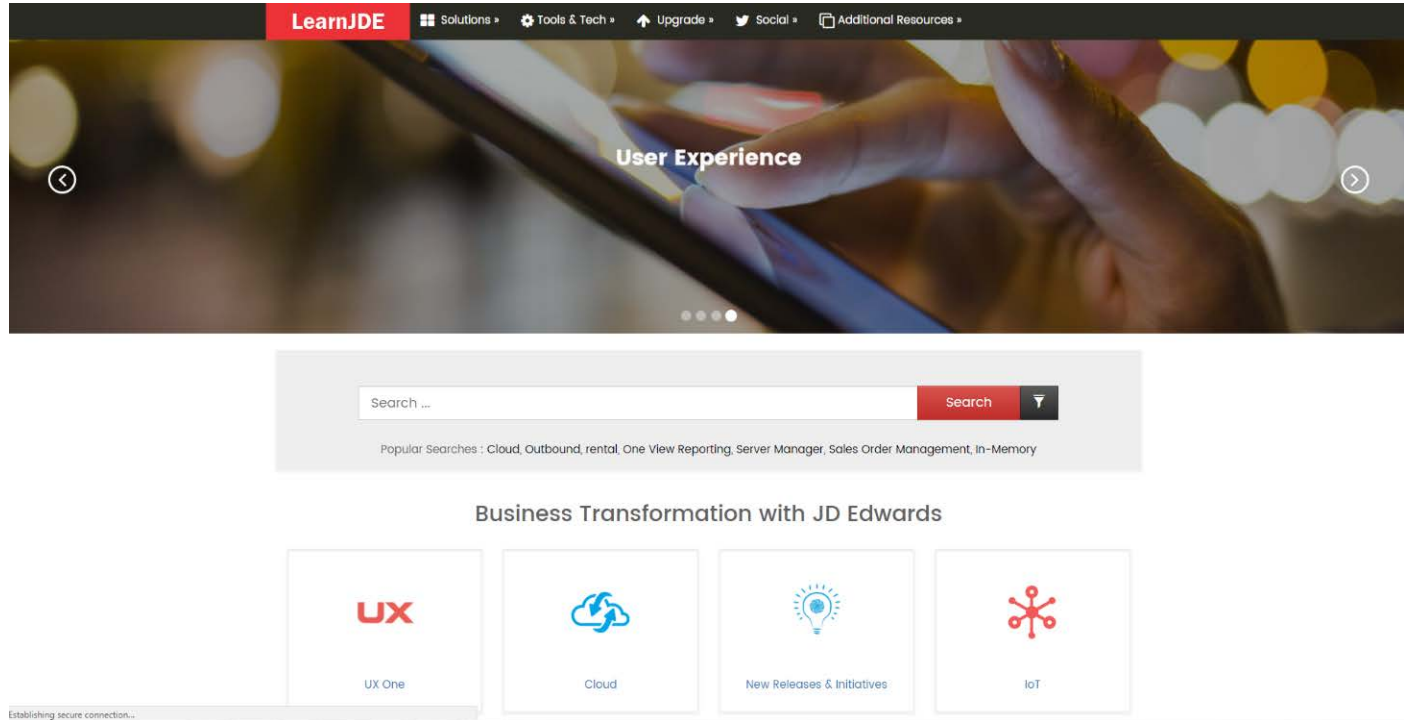 LearnJDE Solutions » Tools & Tech » Upgrade » Social » Additional Resources »
User Experience
Search ... Search
Popular Searches : Cloud, Outbound, rental, One View Reporting, Server Manager, Sales Order Management, In-Memory
Business Transformation with JD Edwards
UX
UX One Cloud New Releases & Initiatives IoT
Establishing secure connection...